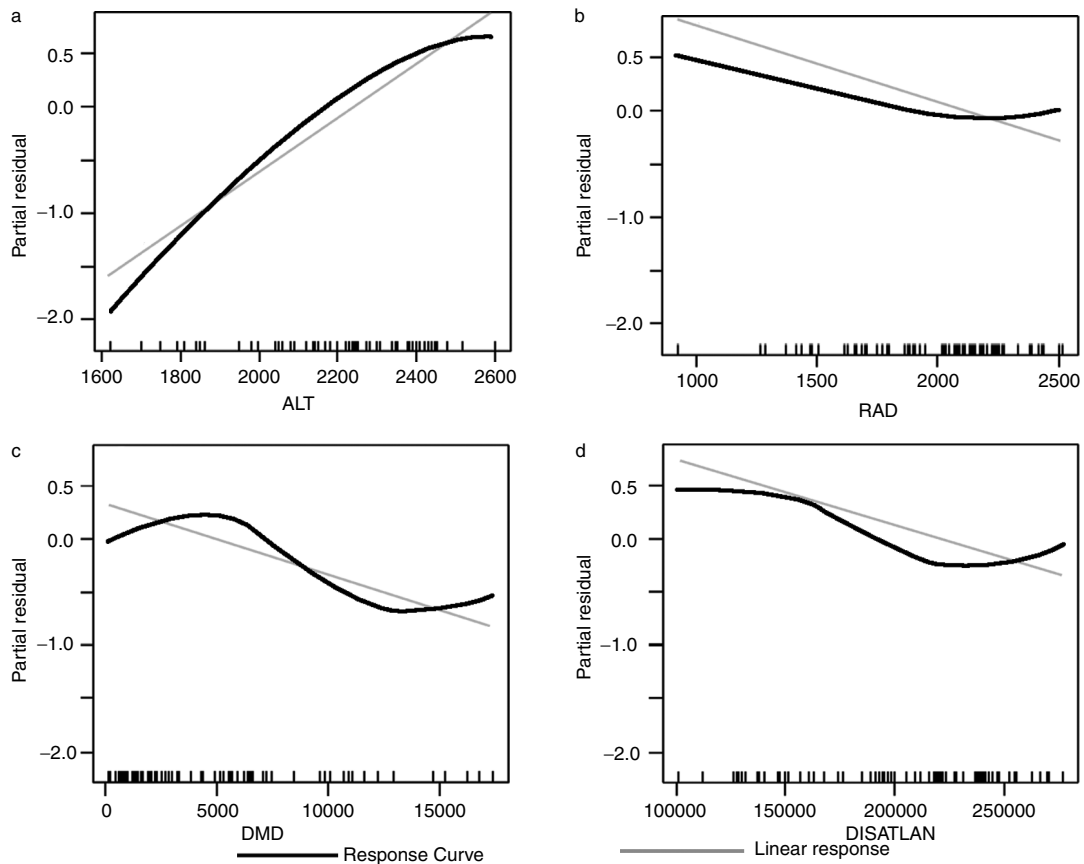 a
0.5
0.0
−1.0
−2.0
Partial residual
1600 1800 2000 2200 2400 2600
ALT
b
0.5
0.0
−1.0
−2.0
Partial residual
1000 1500 2000 2500
RAD
c
0.5
0.0
−1.0
−2.0
Partial residual
0 5000 10000 15000
DMD
d
0.5
0.0
−1.0
−2.0
Partial residual
100000 150000 200000 250000
DISATLAN
Response Curve
Linear response